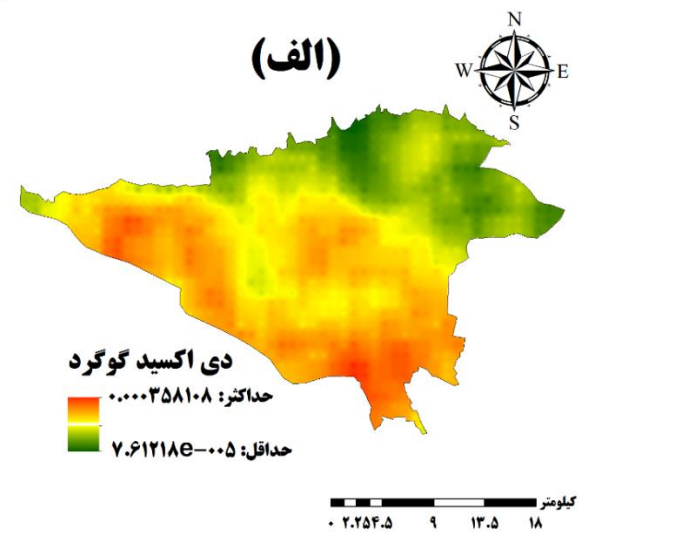 N
(الف)
W E
S
دی اکسید گوگرد
حداکثر: ۰.۰۰۰۳۵۸۱۰۸
حداقل: ۷.۶۱۲۱۸e-۰۰۵
کیلومتر
۰ ۲.۲۵۴.۵ ۹ ۱۳.۵ ۱۸